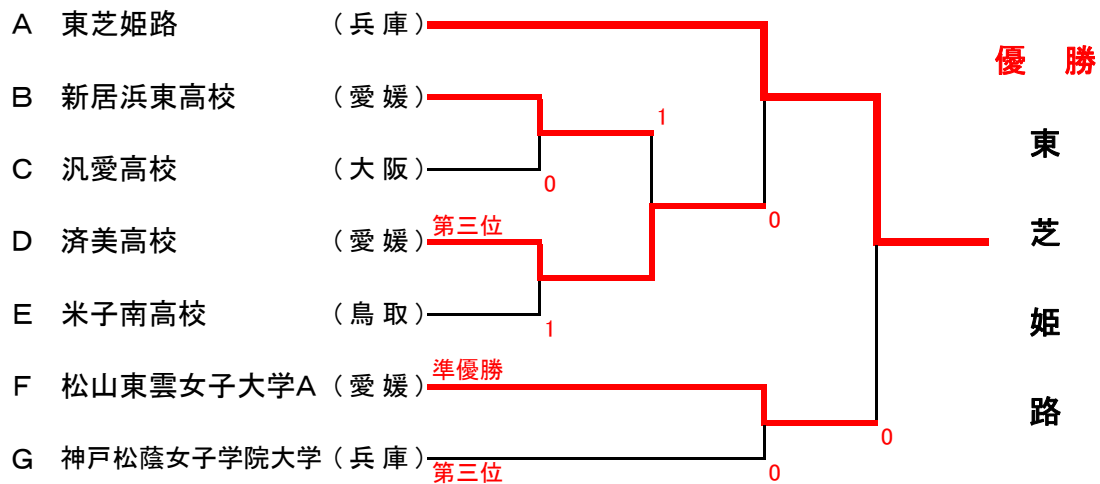 A 東芝姫路 (兵庫)
優 勝
B 新居浜東高校 (愛媛)
1
東
C 汎愛高校 (大阪)
0
第三位
0
D 済美高校 (愛媛)
芝
E 米子南高校 (鳥取)
1
姫
準優勝
F 松山東雲女子大学A (愛媛)
路
0
G 神戸松蔭女子学院大学 (兵庫)
第三位
0